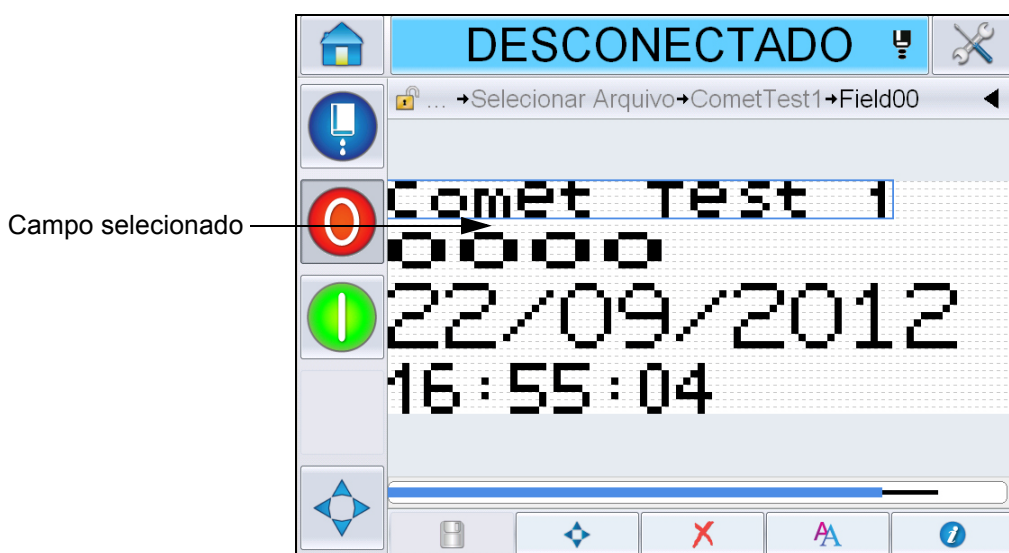 DESCONECTADO
... →Selecionar Arquivo→CometTest1→Field00
Campo selecionado
Comet Test 1
0000
22/09/2012
16:55:04